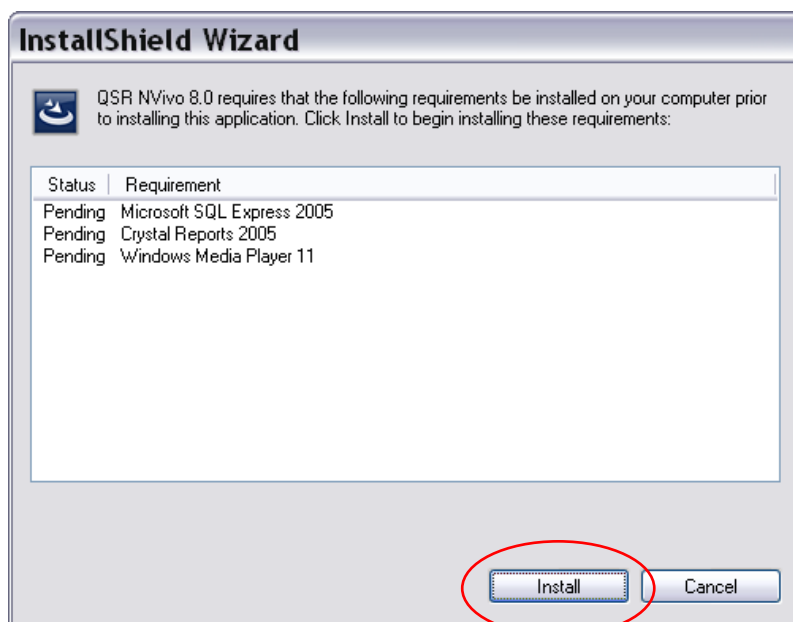 InstallShield Wizard
QSR NVivo 8.0 requires that the following requirements be installed on your computer prior
to installing this application. Click Install to begin installing these requirements:
Status Requirement
Pending Microsoft SQL Express 2005
Pending Crystal Reports 2005
Pending Windows Media Player 11
Install Cancel